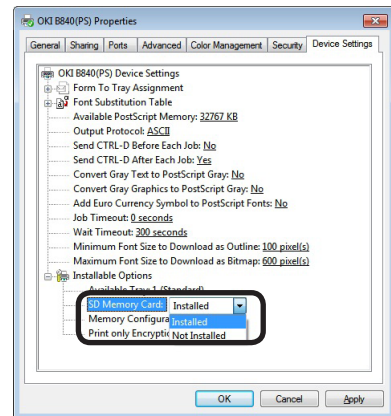 OKI B840(PS) Properties
General Sharing Ports Advanced Color Management Security Device Settings
OKI B840(PS) Device Settings
Form To Tray Assignment
Font Substitution Table
Available PostScript Memory: 32767 KB
Output Protocol: ASCII
Send CTRL-D Before Each Job: No
Send CTRL-D After Each Job: Yes
Convert Gray Text to PostScript Gray: No
Convert Gray Graphics to PostScript Gray: No
Add Euro Currency Symbol to PostScript Fonts: No
Job Timeout: 0 seconds
Wait Timeout: 300 seconds
Minimum Font Size to Download as Outline: 100 pixel(s)
Maximum Font Size to Download as Bitmap: 600 pixel(s)
Installable Options
Available Tray: 1 (Standard)
SD Memory Card: Installed
Memory Configura Installed
Print only Encryptic Not Installed
OK Cancel Apply